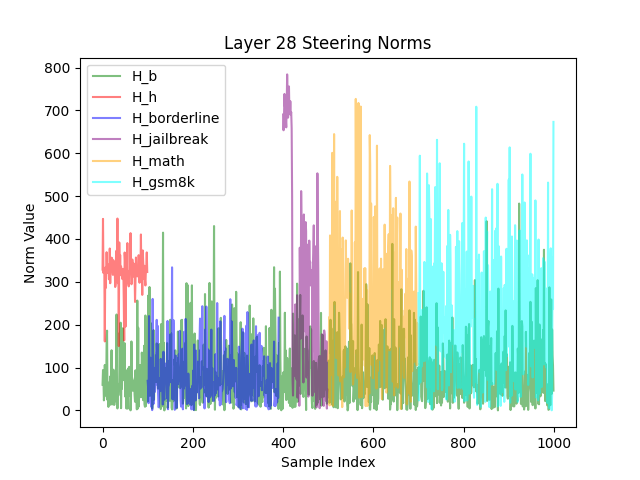 Layer 28 Steering Norms
800
700
600
500
400
300
200
100
0
Norm Value
H_b
H_h
H_borderline
H_jailbreak
H_math
H_gsm8k
0
200
400
600
800
1000
Sample Index